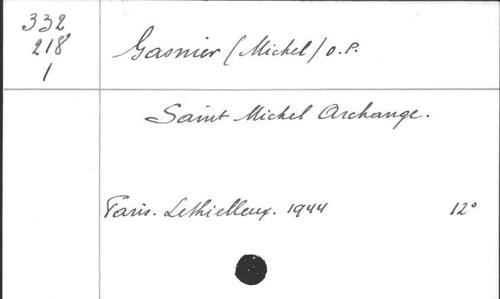 332
218
1
Gasnier (Michel) O.P.
Saint Michel Archange.
Paris. Lethielleux. 1944 12°